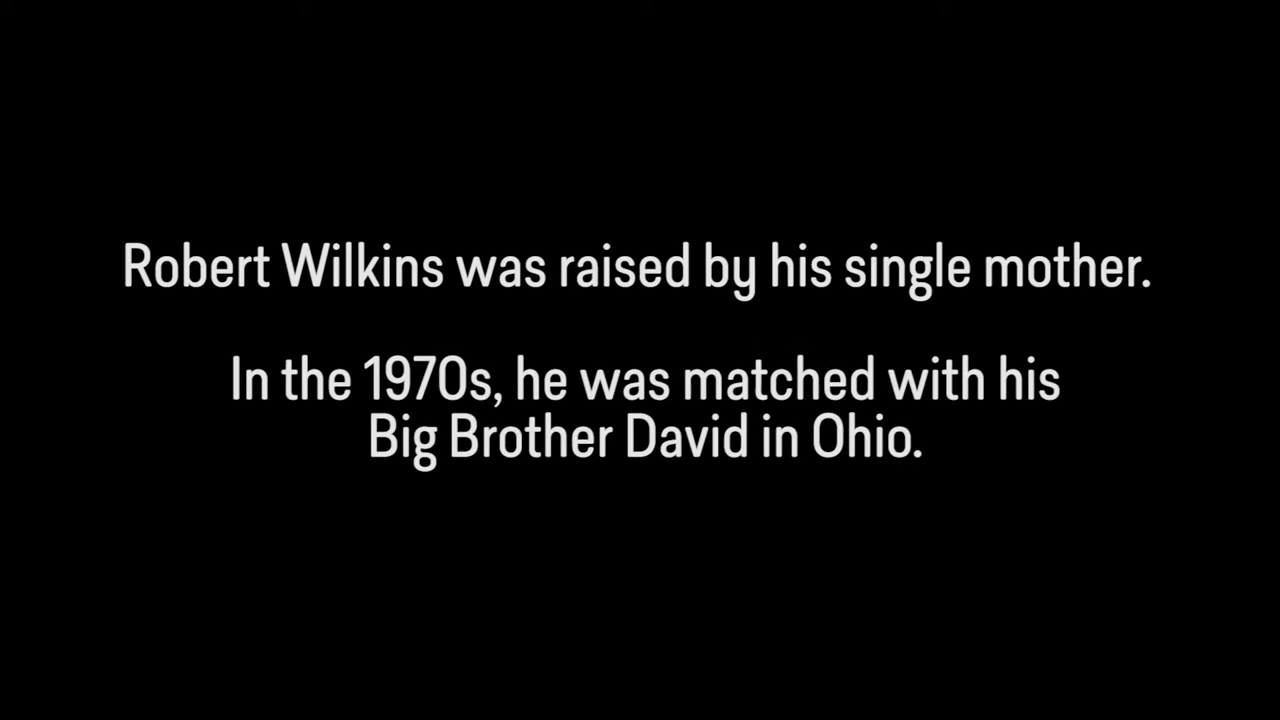 Robert Wilkins was raised by his single mother.
In the 1970s, he was matched with his
Big Brother David in Ohio.